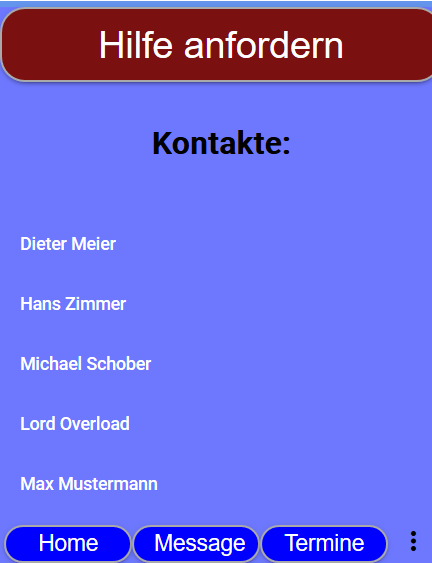 Hilfe anfordern
Kontakte:
Dieter Meier
Hans Zimmer
Michael Schober
Lord Overload
Max Mustermann
Home Message Termine